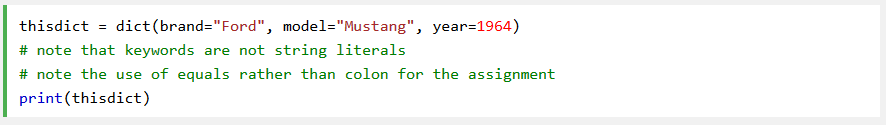 thisdict = dict(brand="Ford", model="Mustang", year=1964)
# note that keywords are not string literals
# note the use of equals rather than colon for the assignment
print(thisdict)